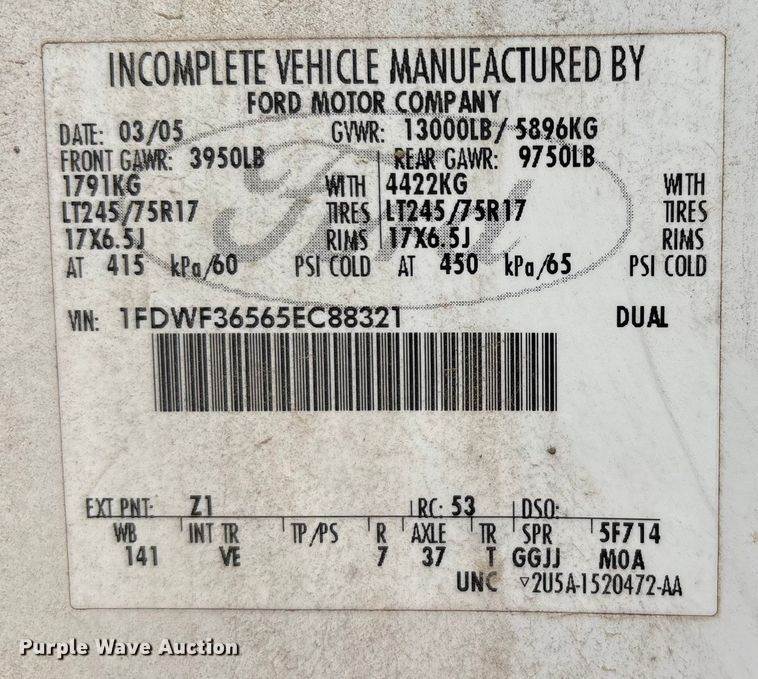 INCOMPLETE VEHICLE MANUFACTURED BY
FORD MOTOR COMPANY
DATE: 03/05 GVWR: 13000LB/ 5896KG
FRONT GAWR: 3950LB REAR GAWR: 9750LB
1791KG WITH 4422KG WITH
LT245/75R17 TIRES LT245/75R17 TIRES
17X6.5J RIMS 17X6.5J RIMS
AT 415 kPa/60 PSI COLD AT 450 kPa/65 PSI COLD
VIN: 1FDWF36565EC88321 DUAL
EXT PNT: Z1 RC: 53 DSO:
WB INT TR TP/PS R AXLE TR SPR 5F714
141 VE 7 37 T GGJJ M0A
UNC ▽2U5A-1520472-AA
Ford
Purple Wave Auction